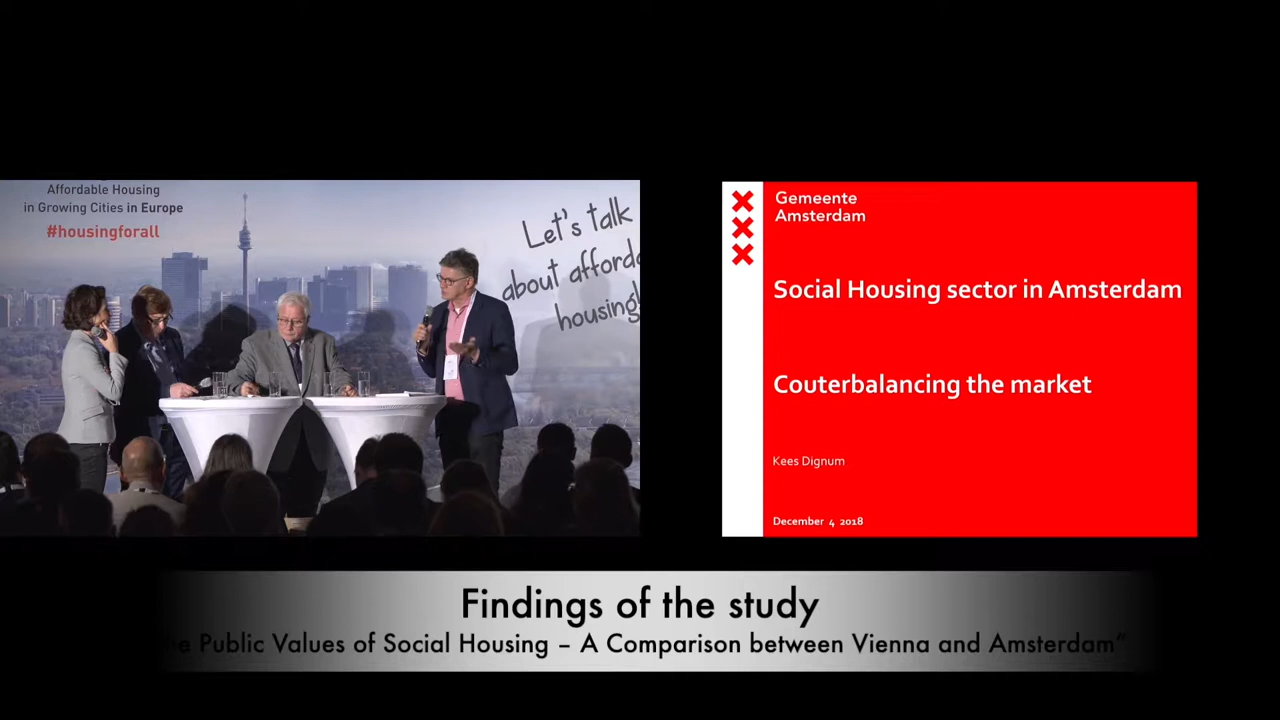 Affordable Housing
in Growing Cities in Europe
#housingforall
Let's talk
about afforda
housing!
Gemeente
Amsterdam
Social Housing sector in Amsterdam
Couterbalancing the market
Kees Dignum
December 4 2018
Findings of the study
Public Values of Social Housing – A Comparison between Vienna and Amsterdam“